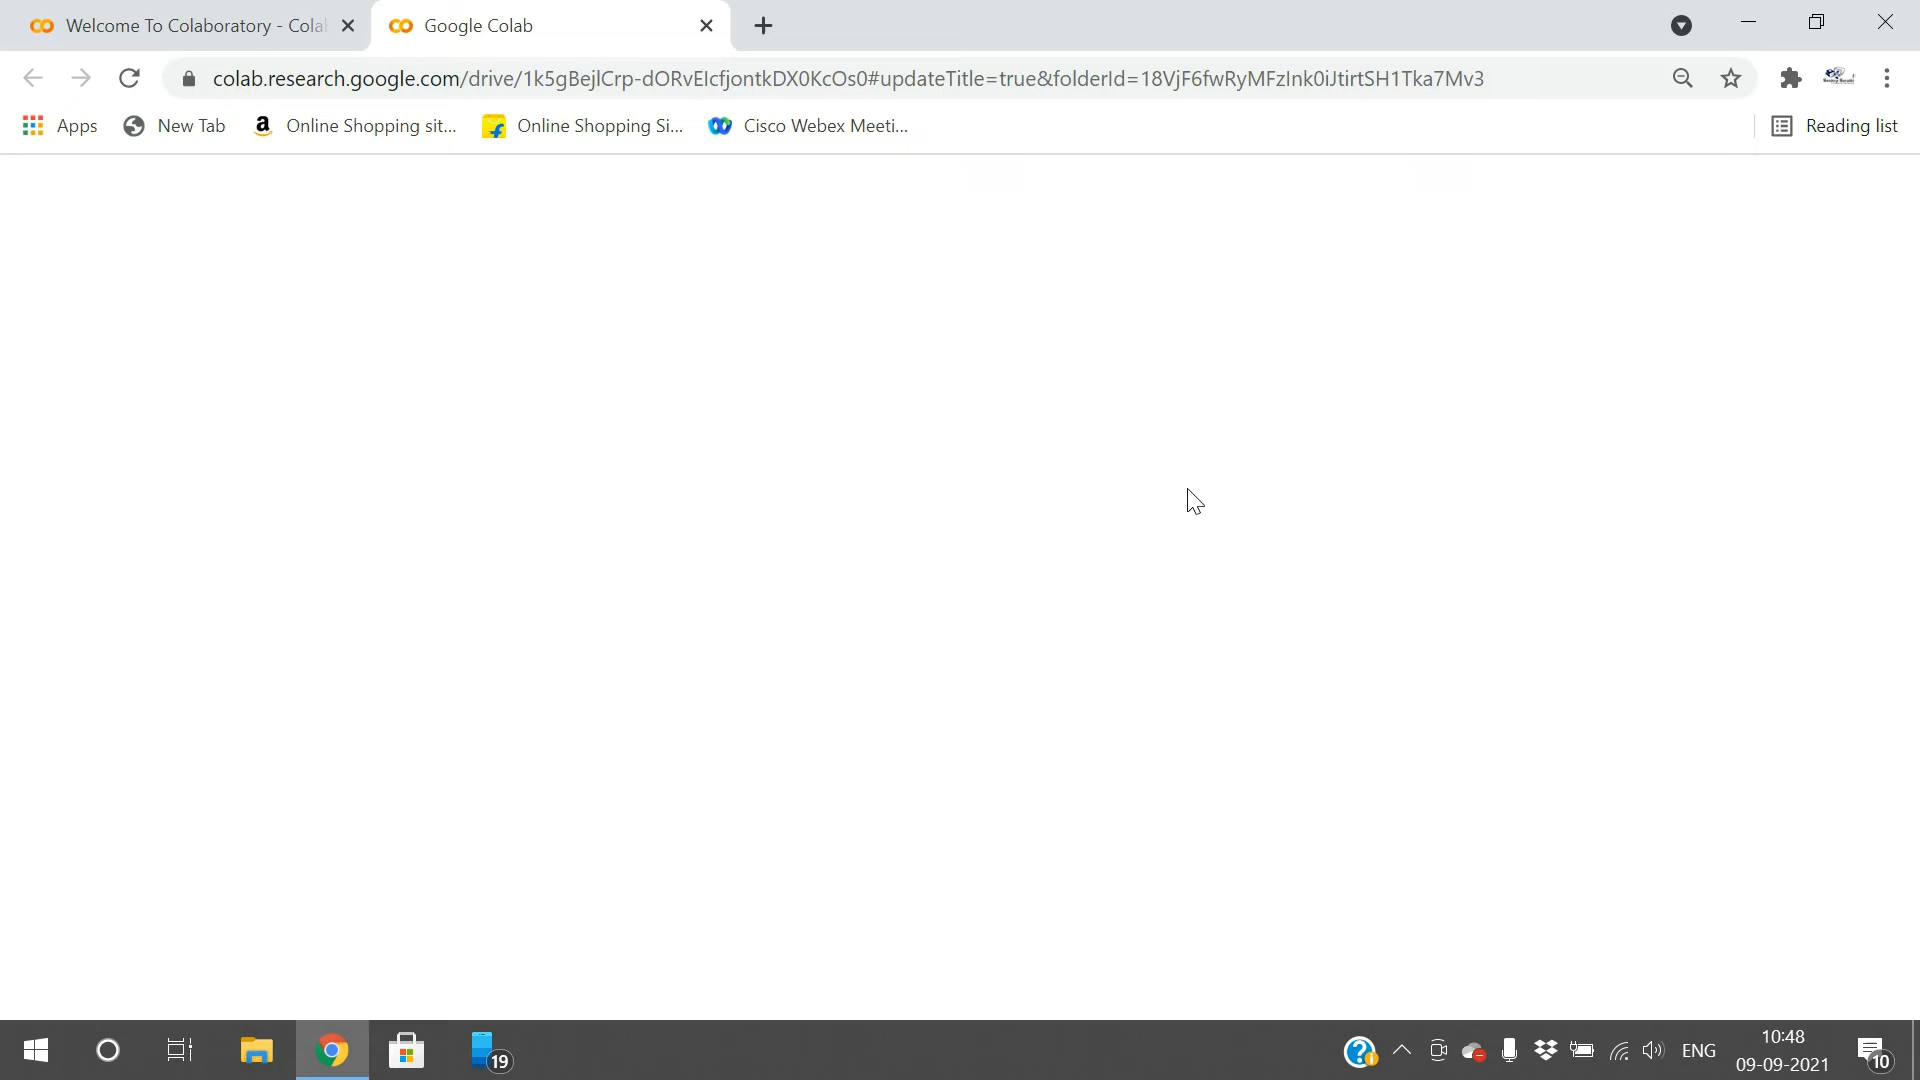 Welcome To Colaboratory - Cola
Google Colab
colab.research.google.com/drive/1k5gBejlCrp-dORvEIcfjontkDX0KcOs0#updateTitle=true&folderId=18VjF6fwRyMFzInk0iJtirtSH1Tka7Mv3
Apps
New Tab
Online Shopping sit...
Online Shopping Si...
Cisco Webex Meeti...
Reading list
19
ENG
10:48
09-09-2021
10